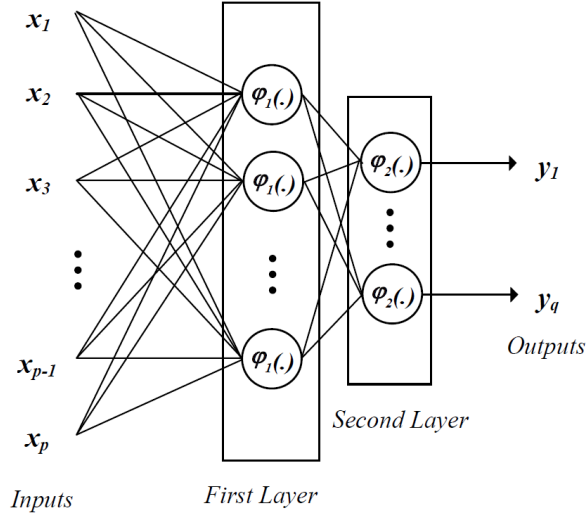 x1
x2
x3
xp-1
xp
Inputs
φ1(.)
φ1(.)
φ1(.)
First Layer
φ2(.)
φ2(.)
Second Layer
y1
yq
Outputs